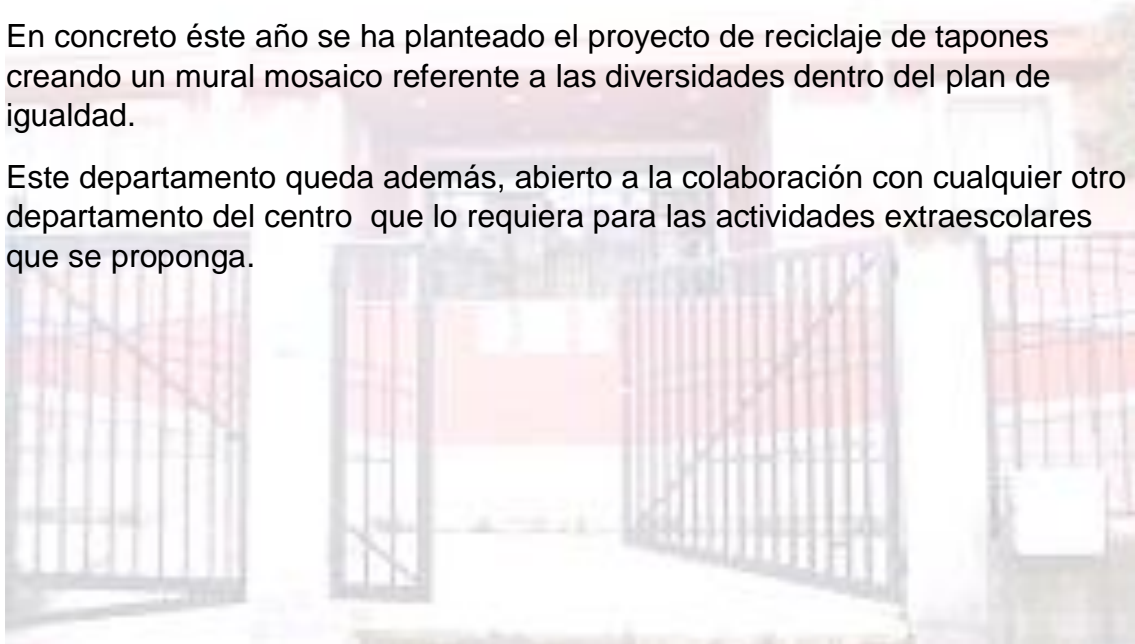 En concreto éste año se ha planteado el proyecto de reciclaje de tapones
creando un mural mosaico referente a las diversidades dentro del plan de
igualdad.
Este departamento queda además, abierto a la colaboración con cualquier otro
departamento del centro  que lo requiera para las actividades extraescolares
que se proponga.